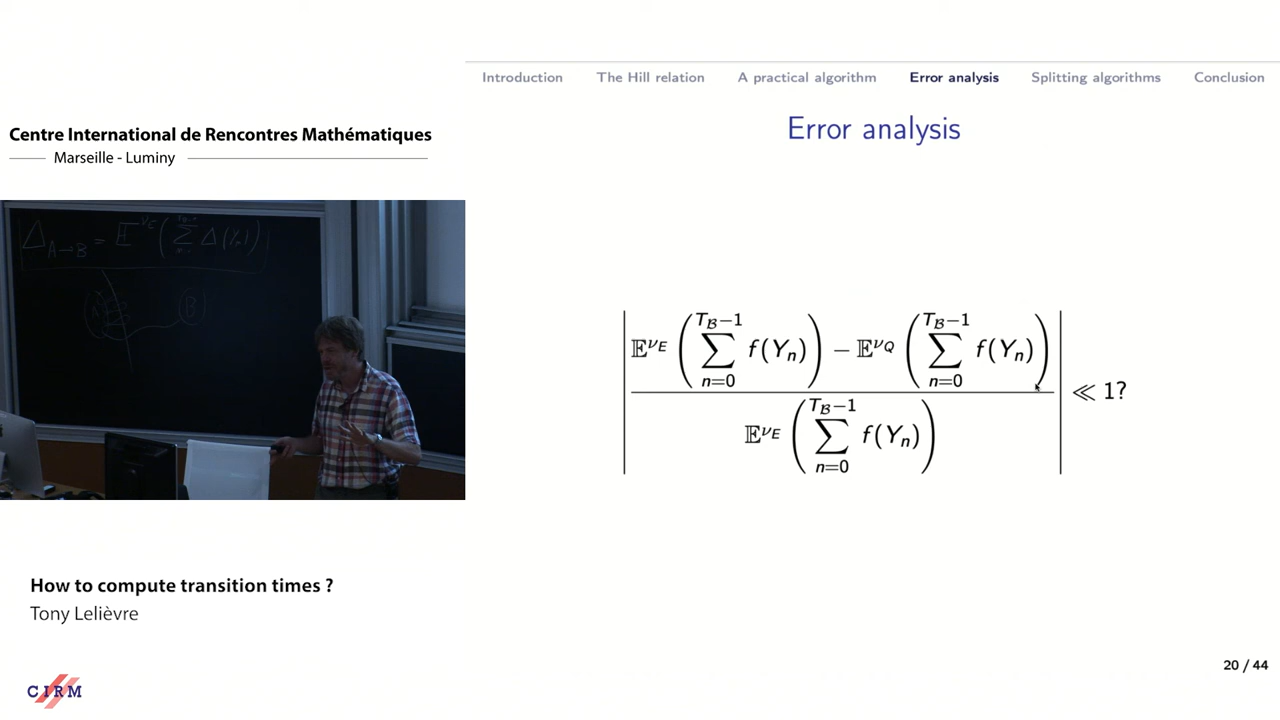 Introduction The Hill relation A practical algorithm Error analysis Splitting algorithms Conclusion
Error analysis
Centre International de Rencontres Mathématiques
Marseille - Luminy
| 𝔼^{ν_E} ( ∑_{n=0}^{T_ℬ−1} f(Y_n) ) − 𝔼^{ν_Q} ( ∑_{n=0}^{T_ℬ−1} f(Y_n) ) / 𝔼^{ν_E} ( ∑_{n=0}^{T_ℬ−1} f(Y_n) ) | ≪ 1?
Δ_{A→B} = 𝔼^{ν_E}
B
How to compute transition times ?
Tony Lelièvre
20 / 44
CIRM